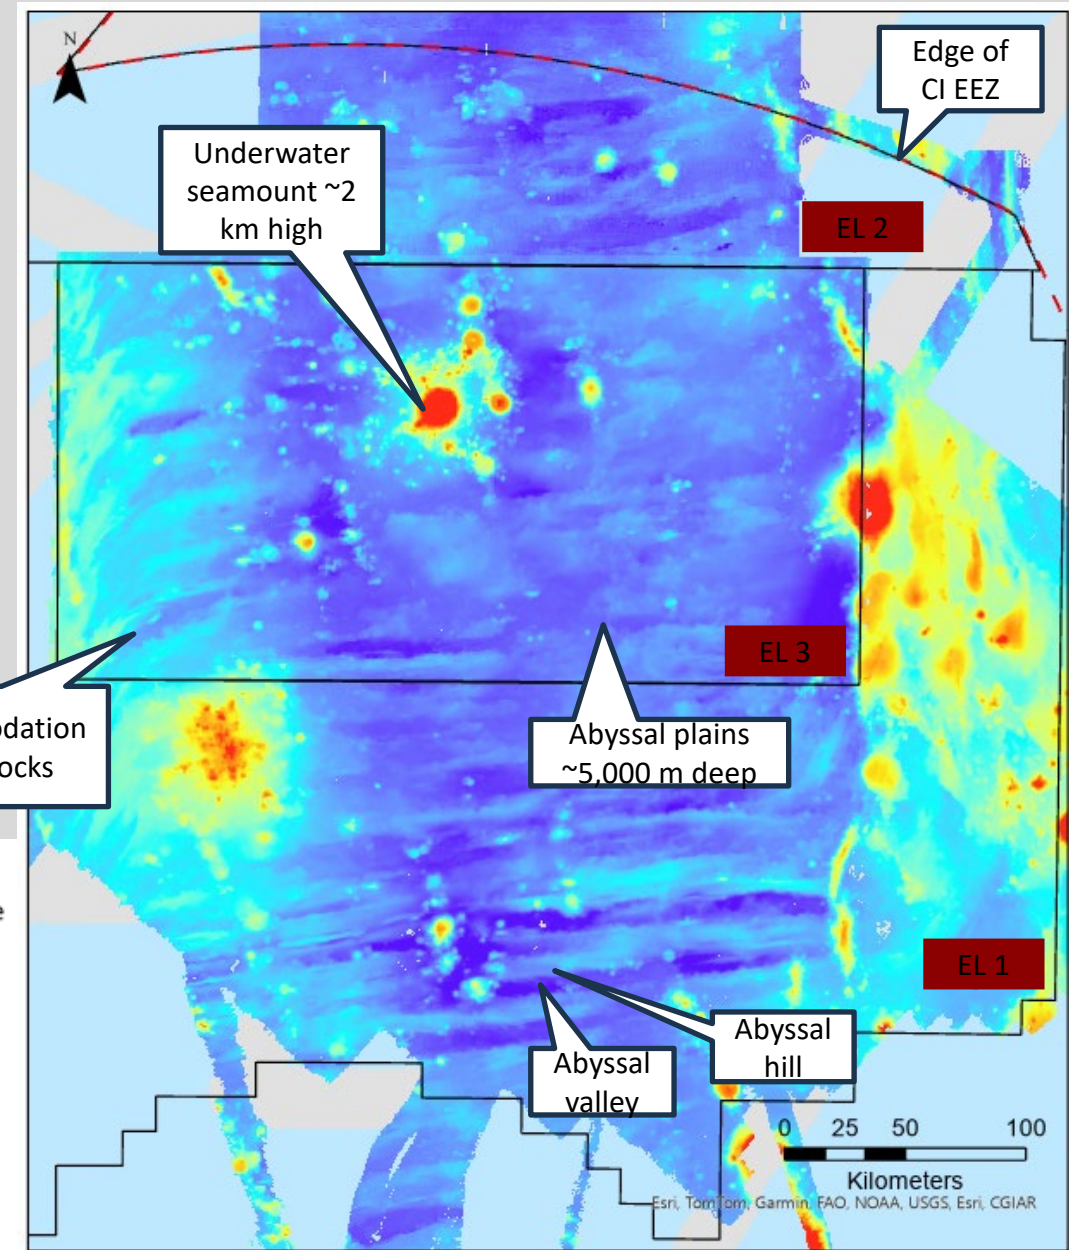 N
Edge of
CI EEZ
Underwater
seamount ~2
km high
EL 2
EL 3
Abyssal plains
~5,000 m deep
odation
ocks
e
EL 1
Abyssal
hill
Abyssal
valley
0 25 50 100
Kilometers
Esri, TomTom, Garmin, FAO, NOAA, USGS, Esri, CGIAR